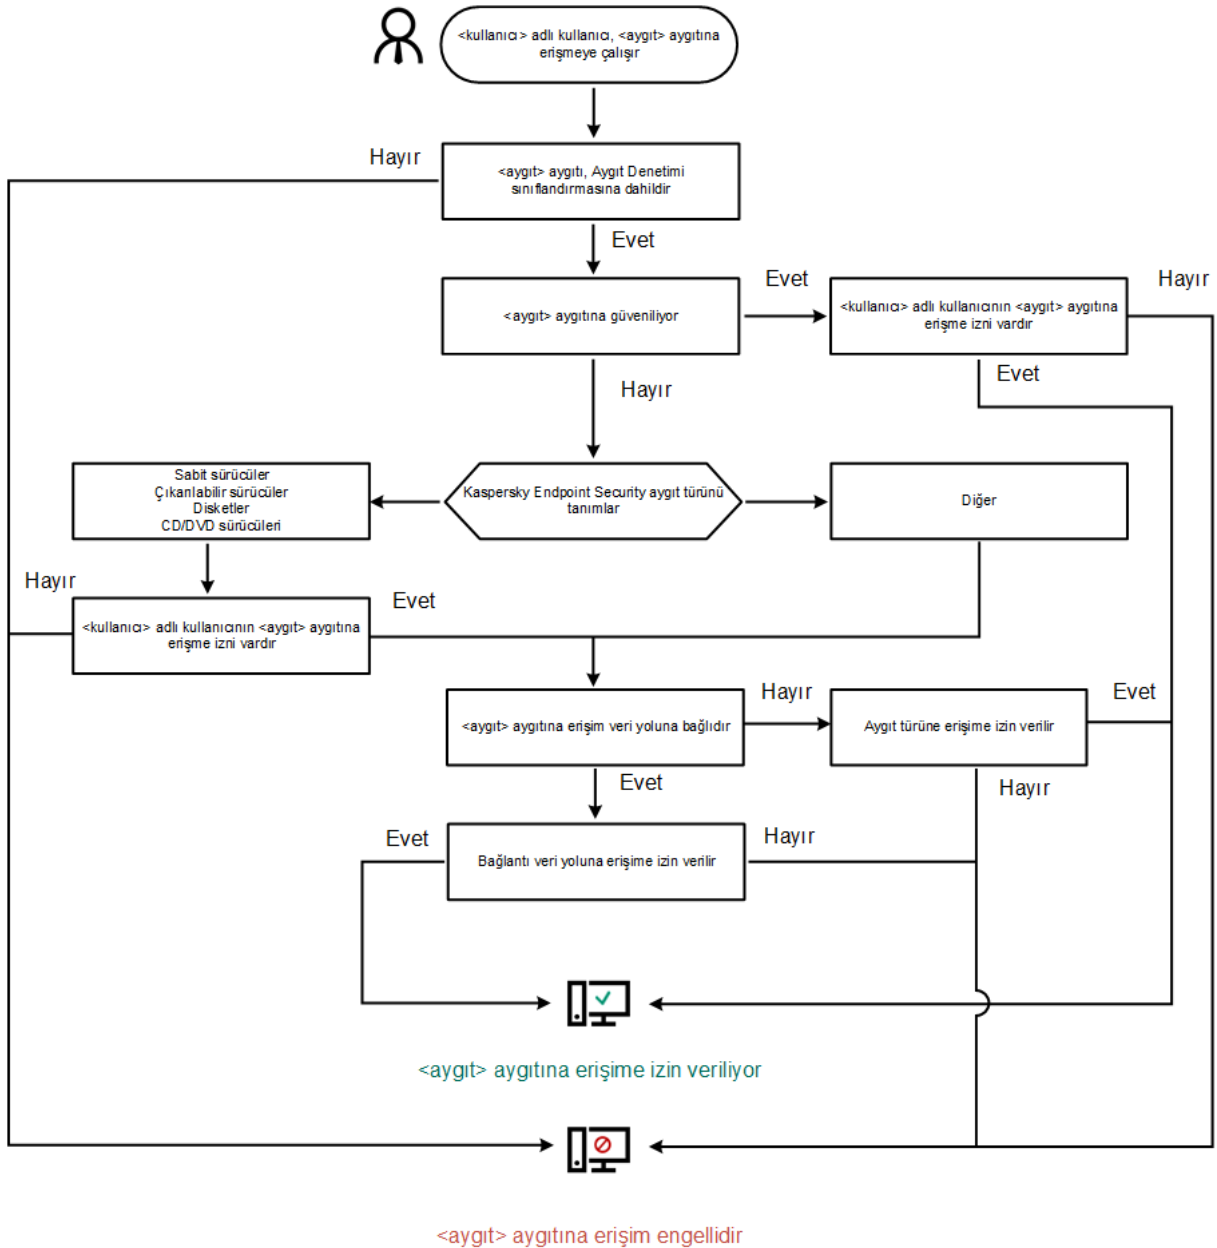 <kullanıcı> adlı kullanıcı, <aygıt> aygıtına
erişmeye çalışır
Hayır
<aygıt> aygıtı, Aygıt Denetimi
sınıflandırmasına dahildir
Evet
Evet
Hayır
<aygıt> aygıtına güveniliyor
<kullanıcı> adlı kullanıcının <aygıt> aygıtına
erişme izni vardır
Hayır
Evet
Sabit sürücüler
Çıkarılabilir sürücüler
Disketler
CD/DVD sürücüleri
Kaspersky Endpoint Security aygıt türünü
tanımlar
Diğer
Hayır
Evet
<kullanıcı> adlı kullanıcının <aygıt> aygıtına
erişme izni vardır
Hayır
Evet
<aygıt> aygıtına erişim veri yoluna bağlıdır
Aygıt türüne erişime izin verilir
Evet
Hayır
Evet
Hayır
Bağlantı veri yoluna erişime izin verilir
<aygıt> aygıtına erişime izin veriliyor
<aygıt> aygıtına erişim engellidir